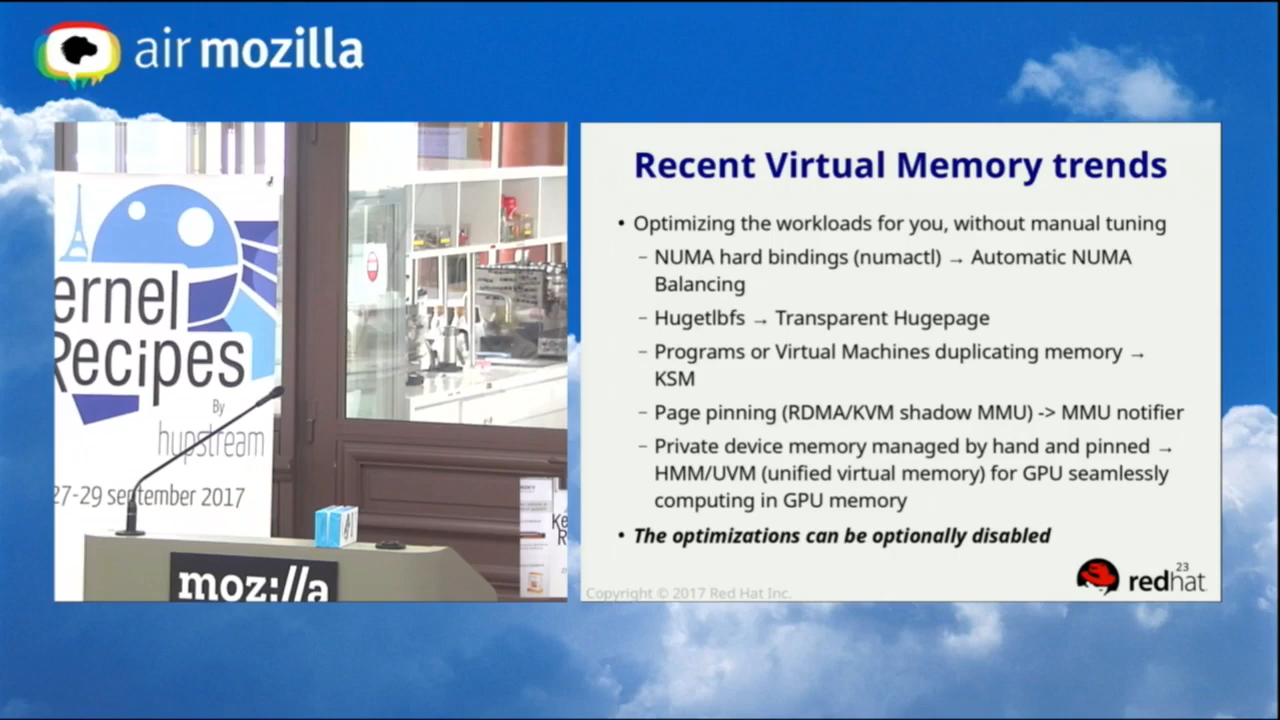 air mozilla
ernel
Recipes
By
hupstream
27-29 september 2017
moz://a
Recent Virtual Memory trends
• Optimizing the workloads for you, without manual tuning
– NUMA hard bindings (numactl) → Automatic NUMA
Balancing
– Hugetlbfs → Transparent Hugepage
– Programs or Virtual Machines duplicating memory →
KSM
– Page pinning (RDMA/KVM shadow MMU) -> MMU notifier
– Private device memory managed by hand and pinned →
HMM/UVM (unified virtual memory) for GPU seamlessly
computing in GPU memory
• The optimizations can be optionally disabled
23
redhat
Copyright © 2017 Red Hat Inc.